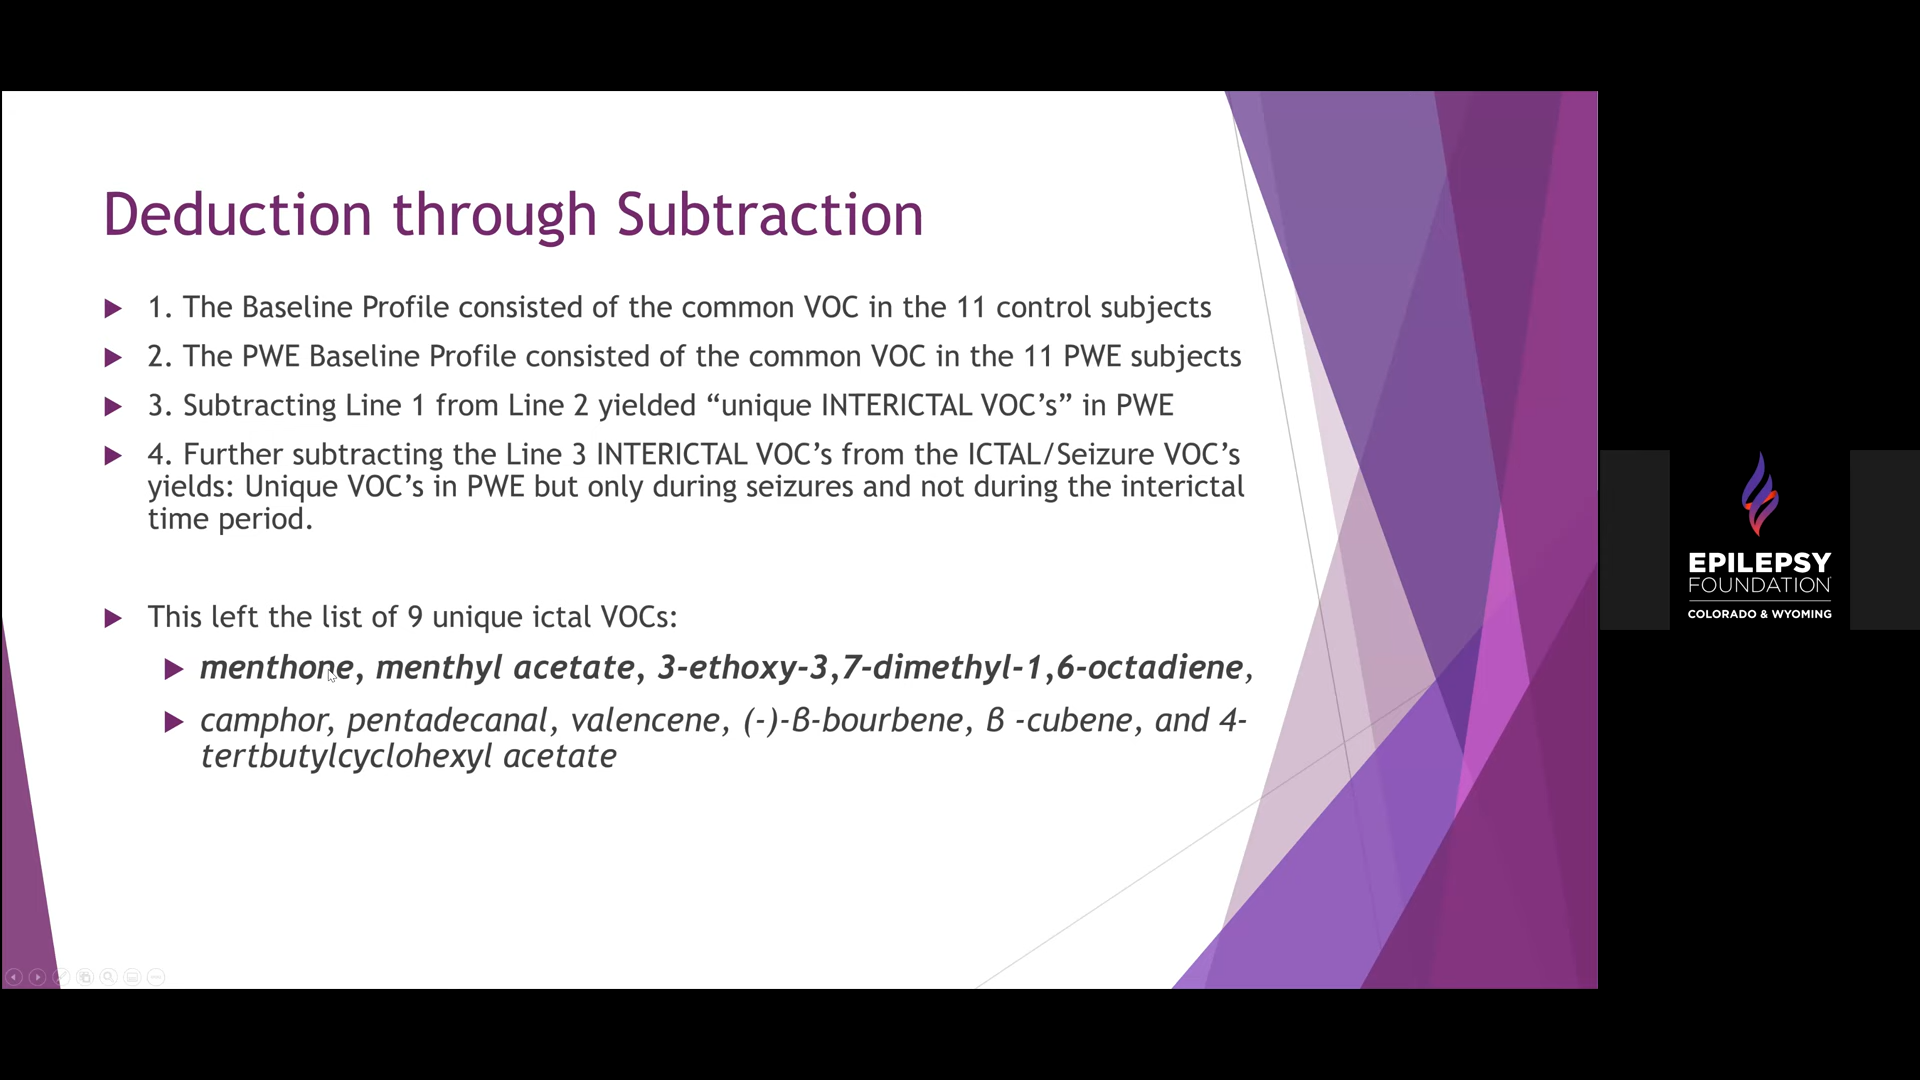 Deduction through Subtraction
1. The Baseline Profile consisted of the common VOC in the 11 control subjects
2. The PWE Baseline Profile consisted of the common VOC in the 11 PWE subjects
3. Subtracting Line 1 from Line 2 yielded “unique INTERICTAL VOC’s” in PWE
4. Further subtracting the Line 3 INTERICTAL VOC’s from the ICTAL/Seizure VOC’s
yields: Unique VOC’s in PWE but only during seizures and not during the interictal
time period.
This left the list of 9 unique ictal VOCs:
menthone, menthyl acetate, 3-ethoxy-3,7-dimethyl-1,6-octadiene,
camphor, pentadecanal, valencene, (-)-ß-bourbene, ß -cubene, and 4-
tertbutylcyclohexyl acetate
EPILEPSY
FOUNDATION
COLORADO & WYOMING